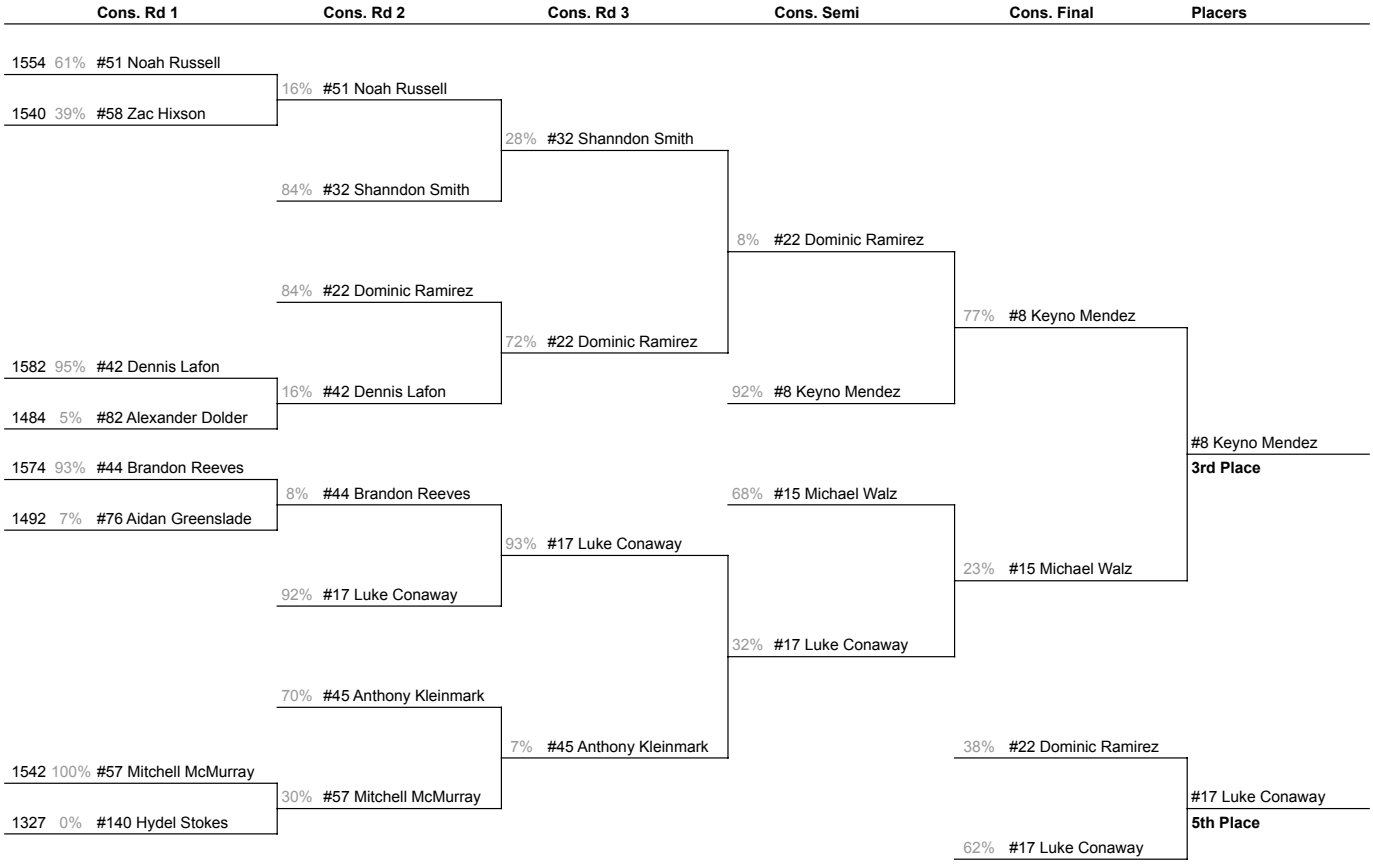 Cons. Rd 1 Cons. Rd 2 Cons. Rd 3 Cons. Semi Cons. Final Placers
1554 61% #51 Noah Russell
16% #51 Noah Russell
1540 39% #58 Zac Hixson
28% #32 Shanndon Smith
84% #32 Shanndon Smith
8% #22 Dominic Ramirez
84% #22 Dominic Ramirez
77% #8 Keyno Mendez
72% #22 Dominic Ramirez
1582 95% #42 Dennis Lafon
16% #42 Dennis Lafon
92% #8 Keyno Mendez
1484 5% #82 Alexander Dolder
#8 Keyno Mendez
1574 93% #44 Brandon Reeves
3rd Place
8% #44 Brandon Reeves
68% #15 Michael Walz
1492 7% #76 Aidan Greenslade
93% #17 Luke Conaway
23% #15 Michael Walz
92% #17 Luke Conaway
32% #17 Luke Conaway
70% #45 Anthony Kleinmark
7% #45 Anthony Kleinmark
38% #22 Dominic Ramirez
1542 100% #57 Mitchell McMurray
30% #57 Mitchell McMurray
#17 Luke Conaway
1327 0% #140 Hydel Stokes
5th Place
62% #17 Luke Conaway